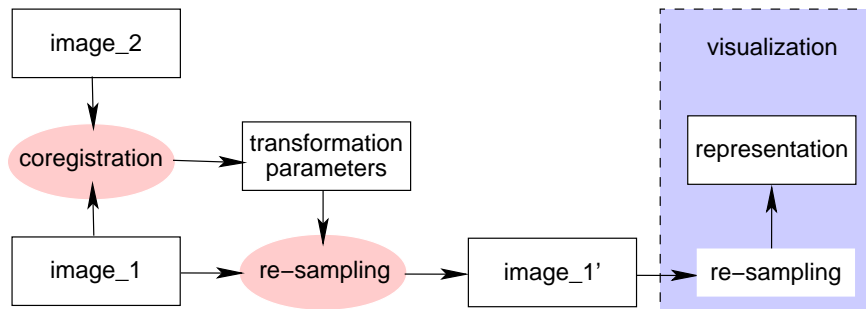 image_2
visualization
coregistration
transformation
parameters
representation
image_1
re−sampling
image_1’
re−sampling